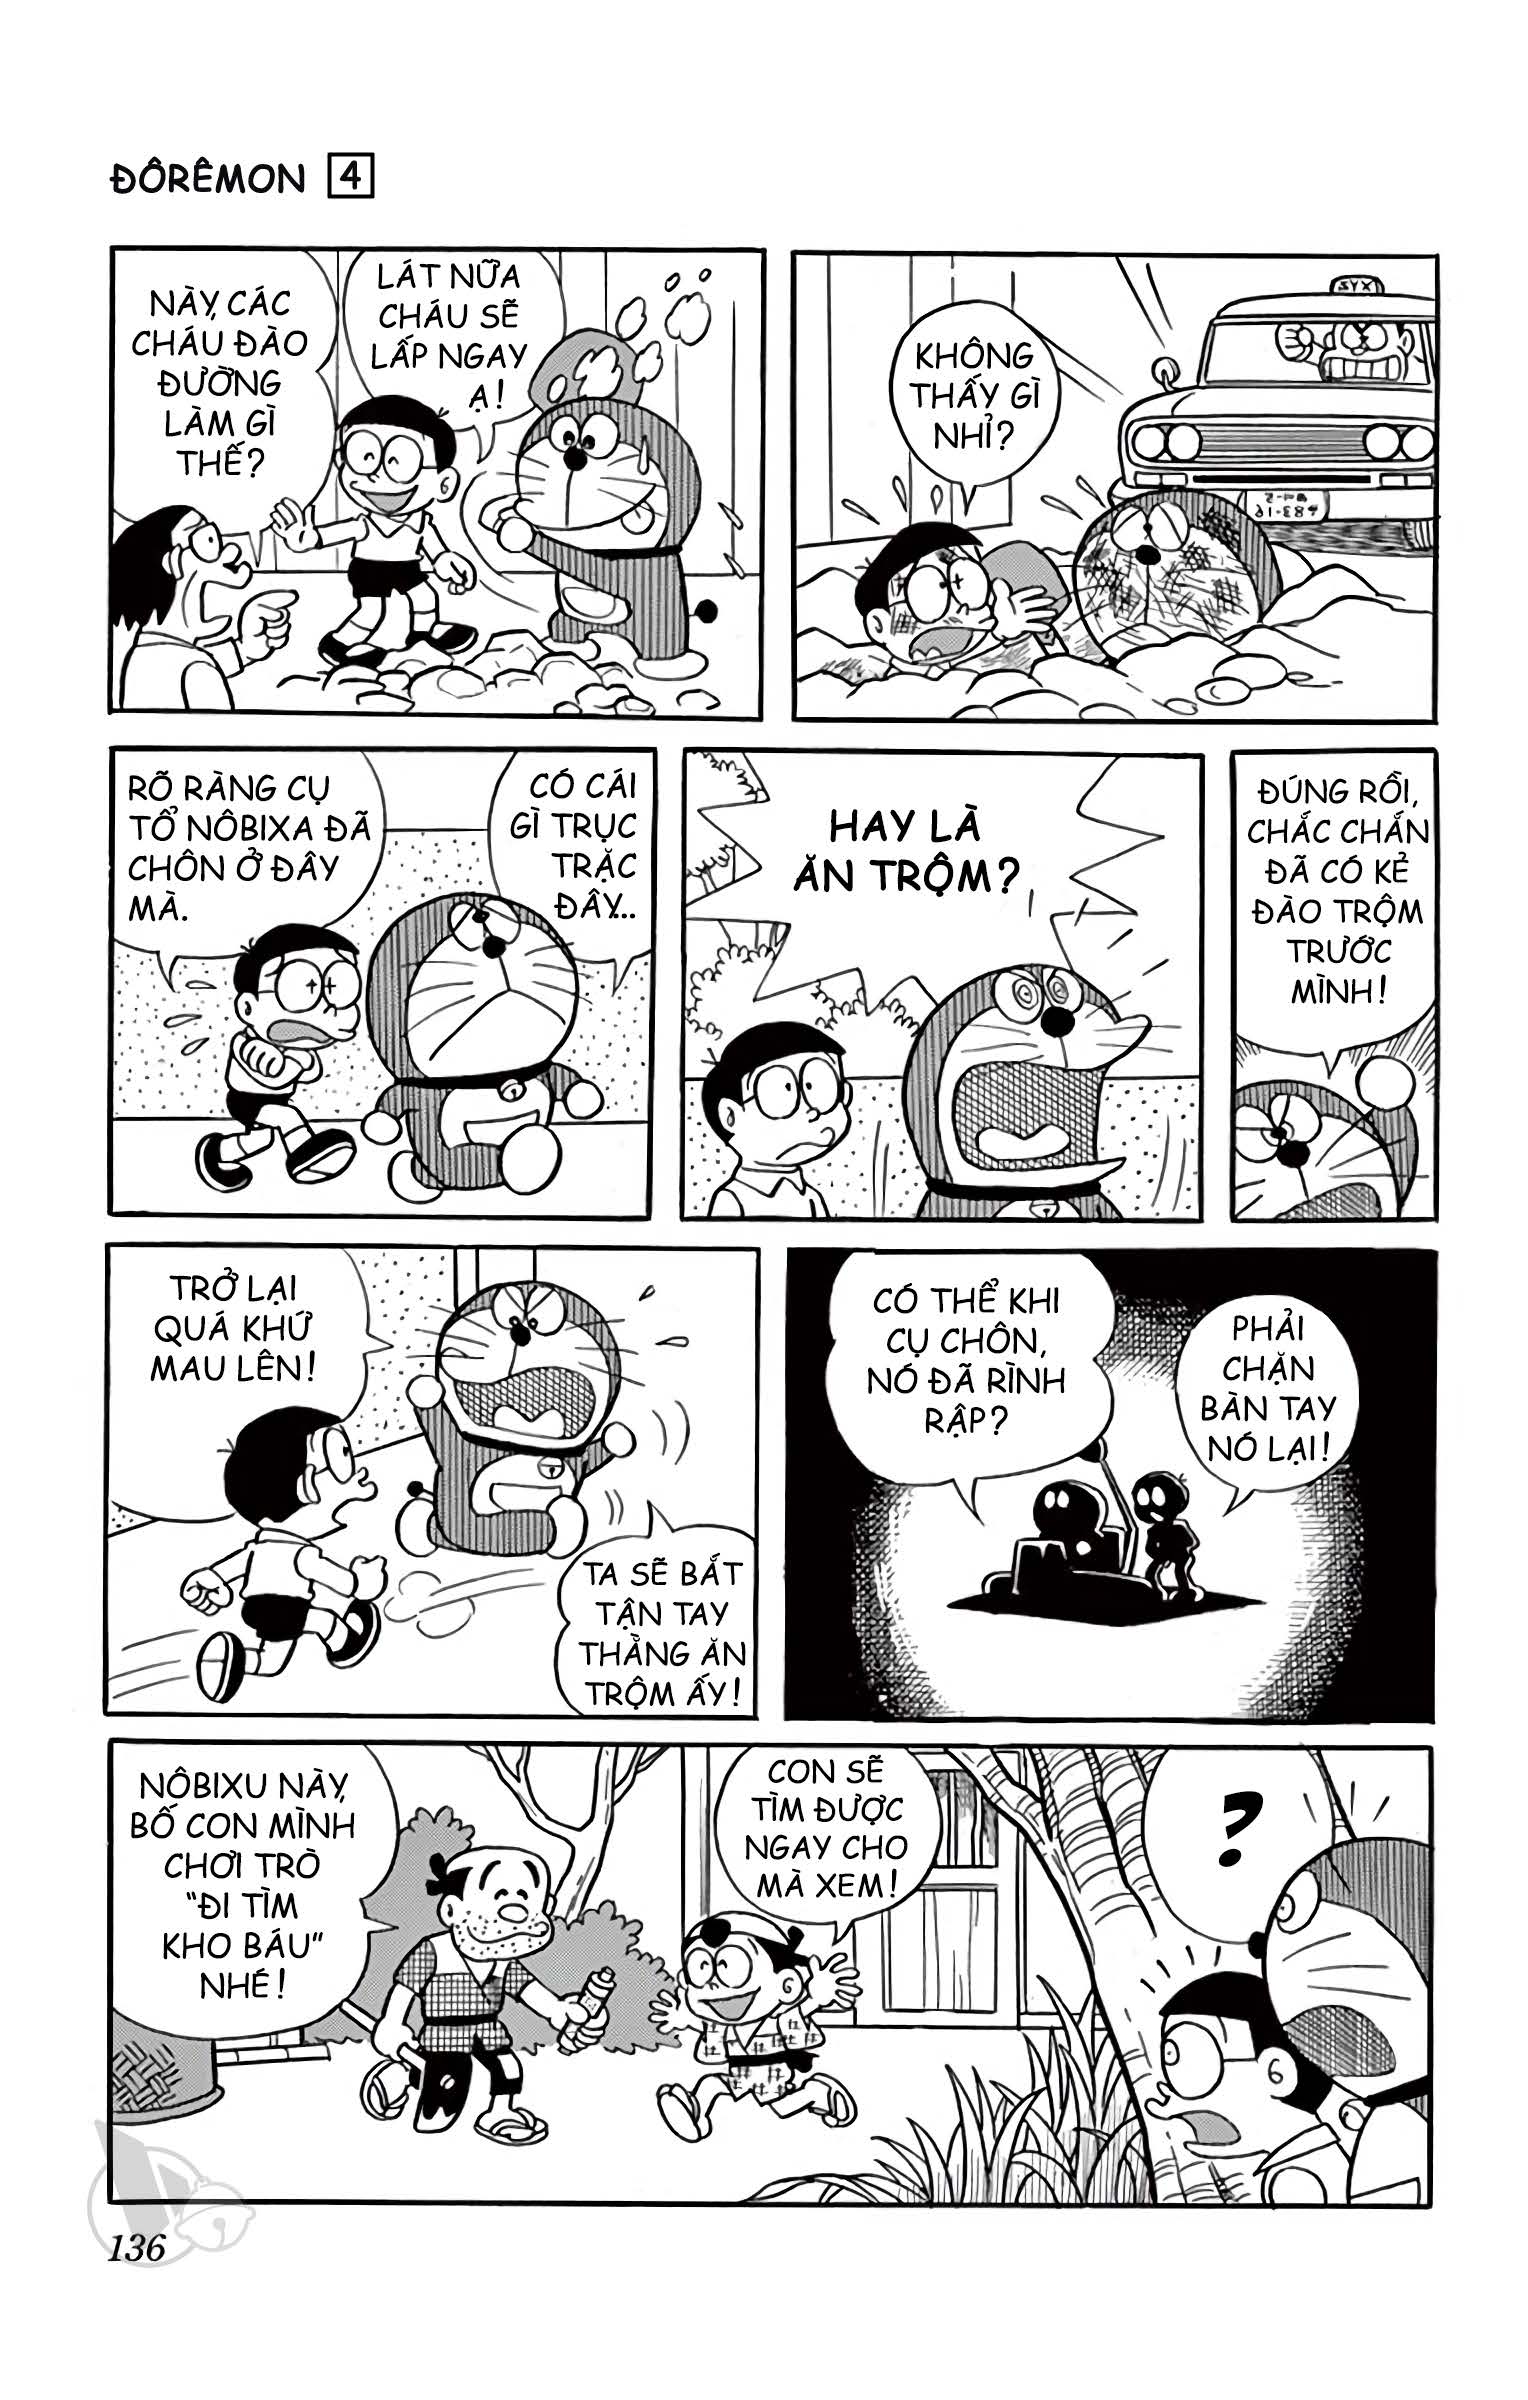 ĐÔRÊMON 4
NÀY, CÁC
CHÁU ĐÀO
ĐƯỜNG
LÀM GÌ
THẾ?
LÁT NỮA
CHÁU SẼ
LẤP NGAY
Ạ!
KHÔNG
THẤY GÌ
NHỈ?
RÕ RÀNG CỤ
TỔ NÔBIXA ĐÃ
CHÔN Ở ĐÂY
MÀ.
CÓ CÁI
GÌ TRỤC
TRẶC
ĐÂY...
HAY LÀ
ĂN TRỘM?
ĐÚNG RỒI,
CHẮC CHẮN
ĐÃ CÓ KẺ
ĐÀO TRỘM
TRƯỚC
MÌNH!
TRỞ LẠI
QUÁ KHỨ
MAU LÊN!
TA SẼ BẮT
TẬN TAY
THẰNG ĂN
TRỘM ẤY!
CÓ THỂ KHI
CỤ CHÔN,
NÓ ĐÃ RÌNH
RẬP?
PHẢI
CHẶN
BÀN TAY
NÓ LẠI!
NÔBIXU NÀY,
BỐ CON MÌNH
CHƠI TRÒ
“ĐI TÌM
KHO BÁU”
NHÉ!
CON SẼ
TÌM ĐƯỢC
NGAY CHO
MÀ XEM!
?
136